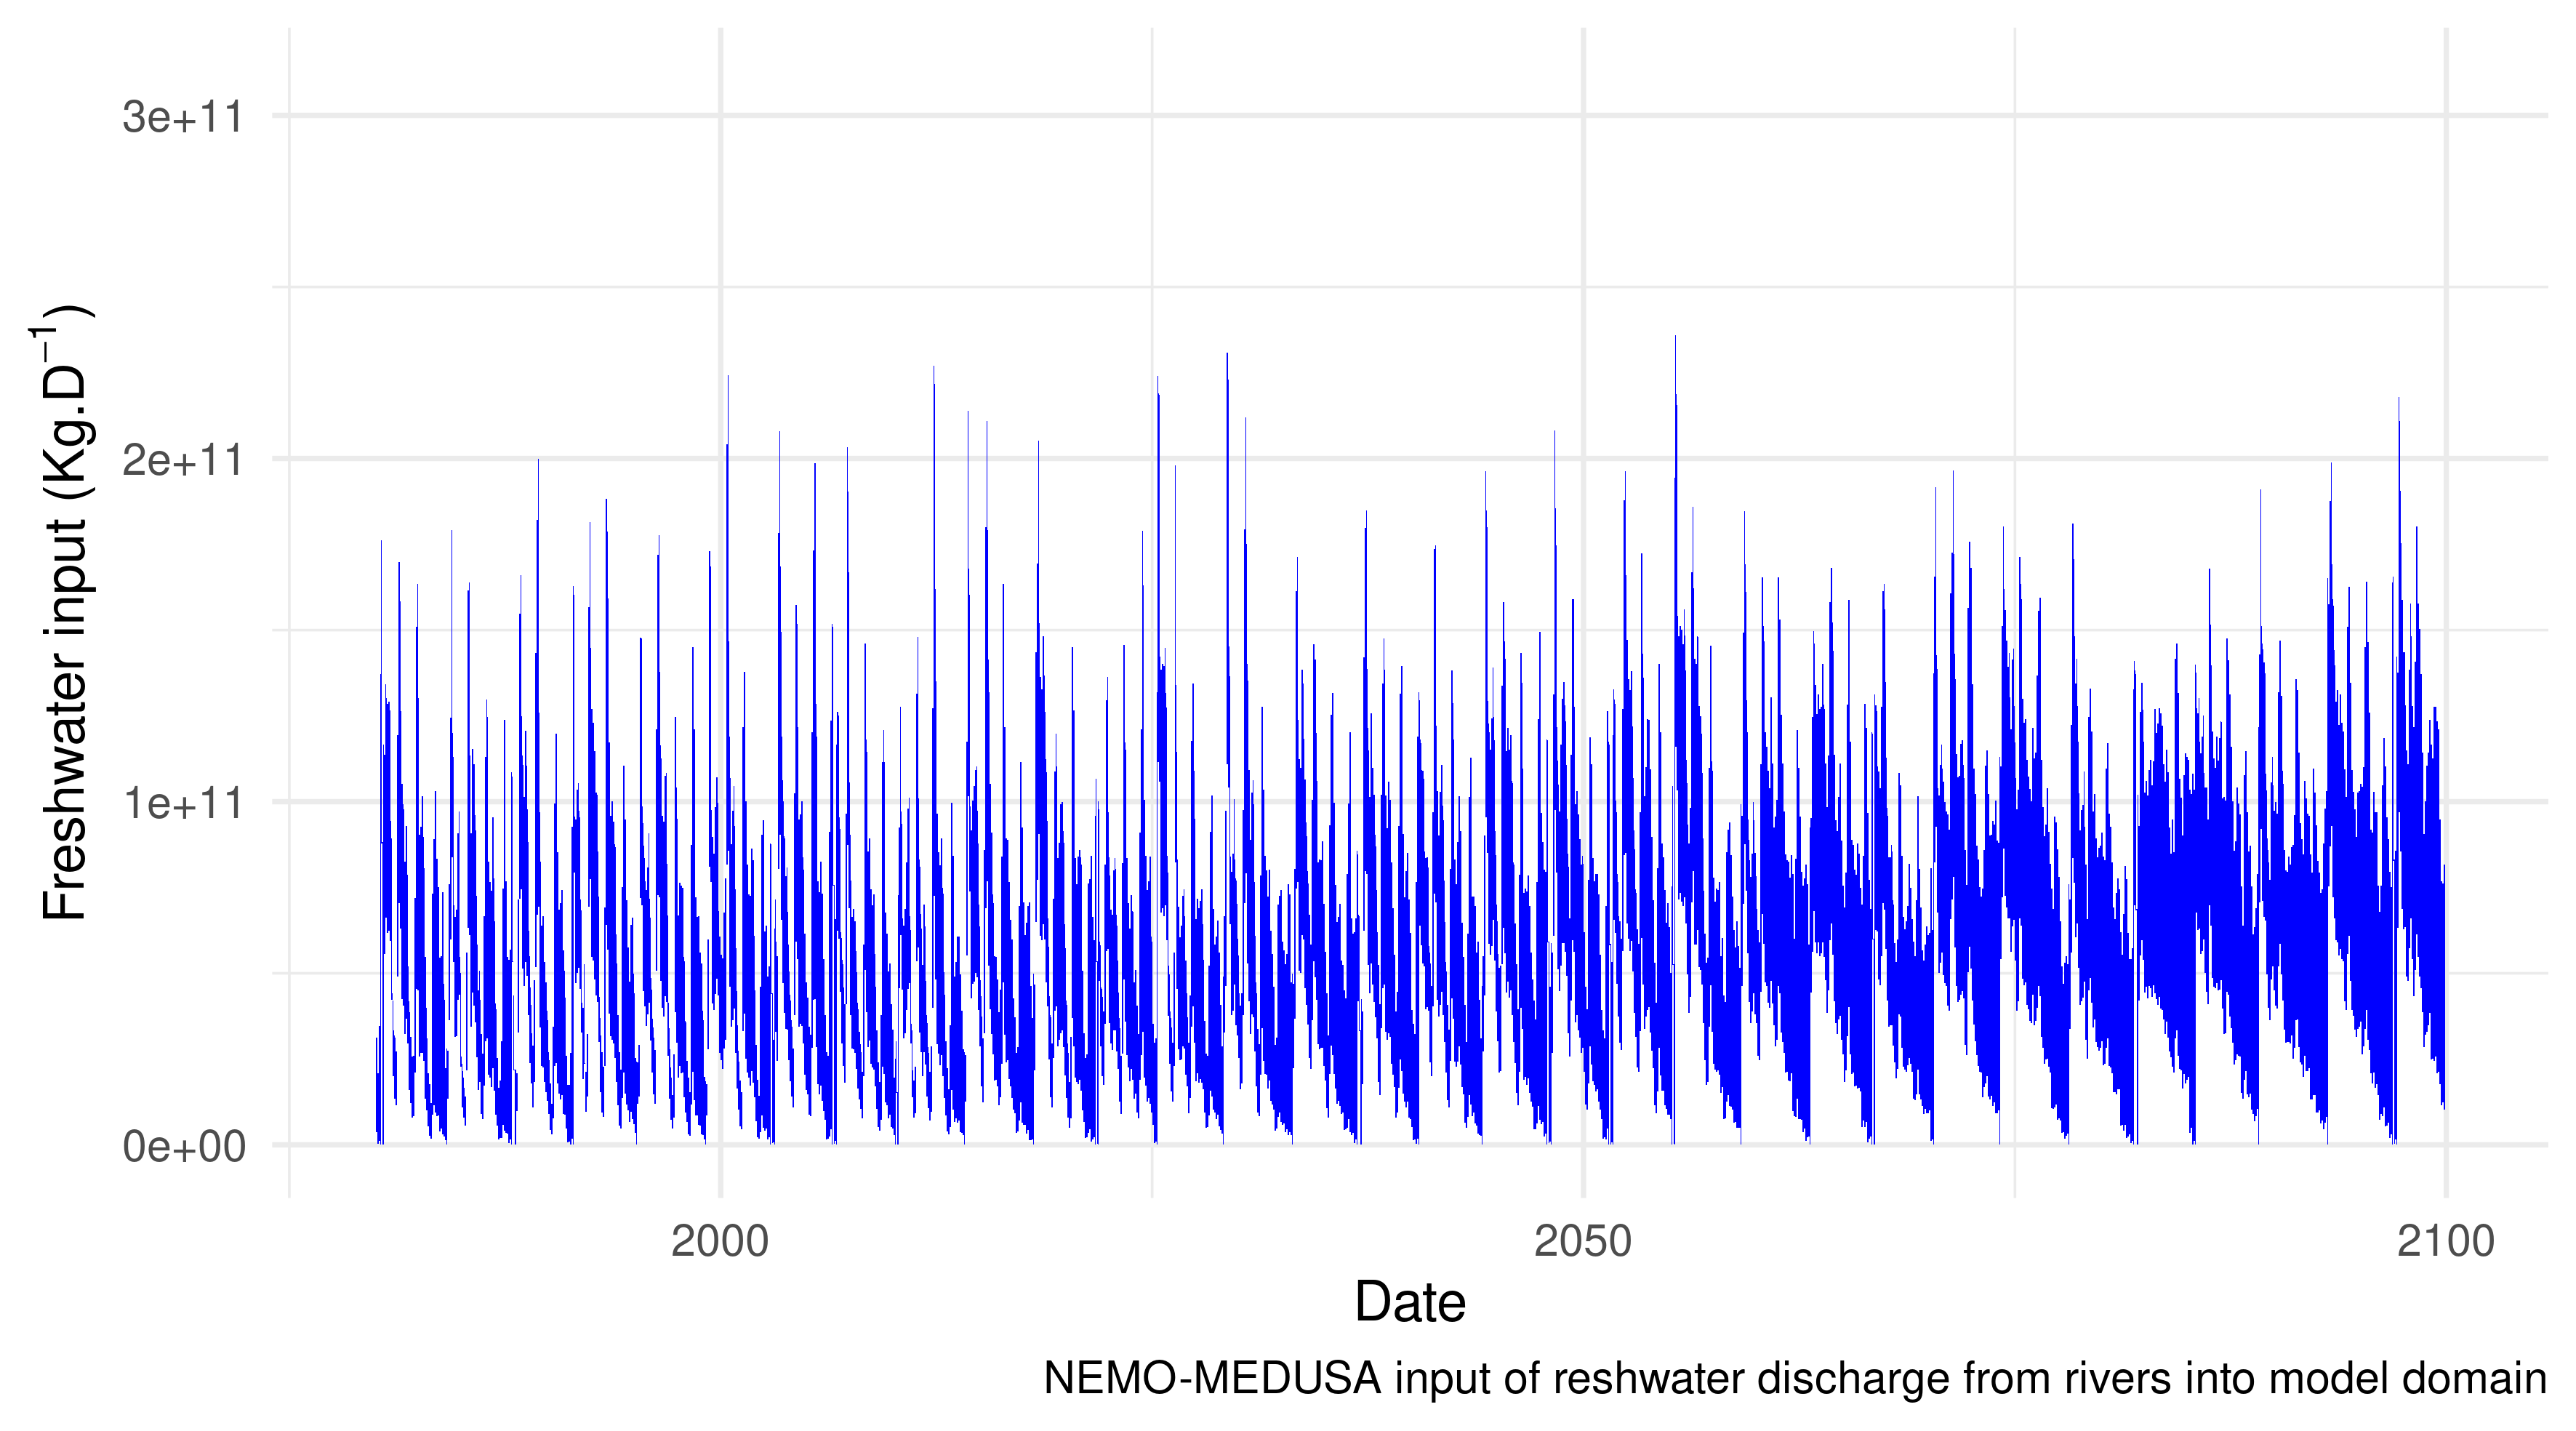 3e+11
2e+11
1e+11
0e+00
Freshwater input (Kg.D⁻¹)
2000 2050 2100
Date
NEMO-MEDUSA input of reshwater discharge from rivers into model domain